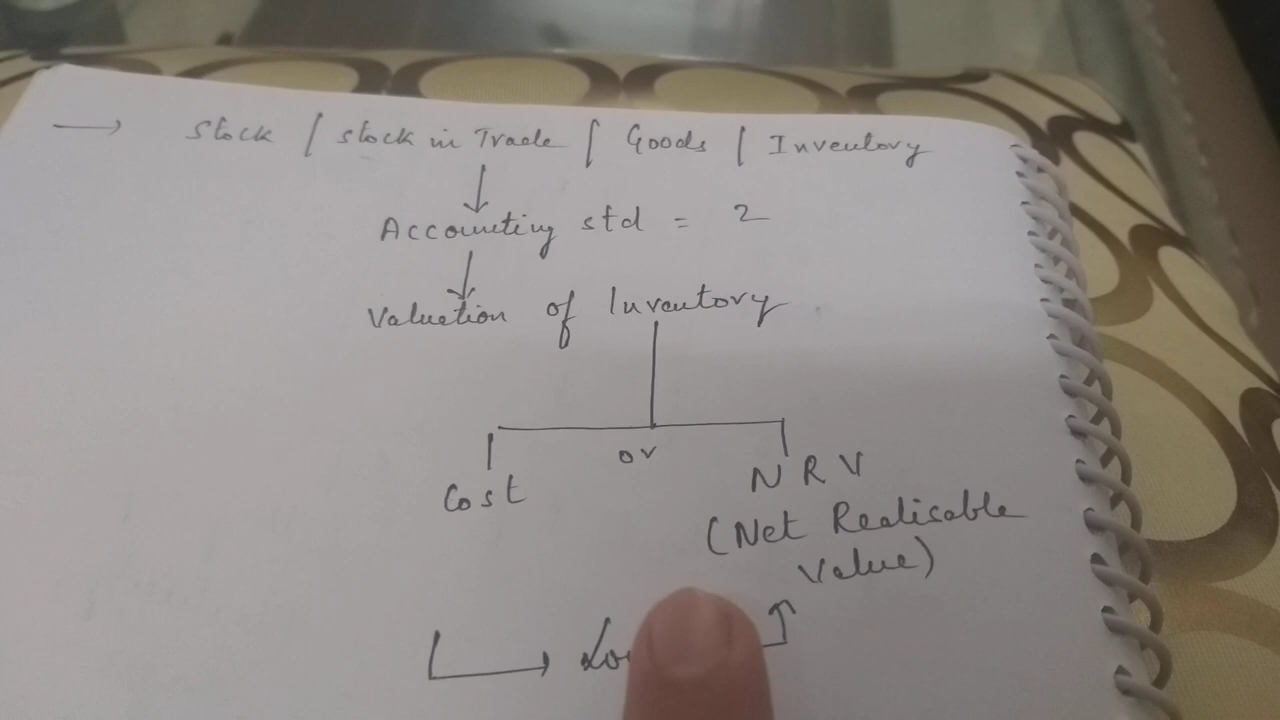 → Stock / stock in Trade / Goods / Inventory
Accounting std = 2
Valuation of Inventory
or
Cost
NRV
(Net Realisable
Value)